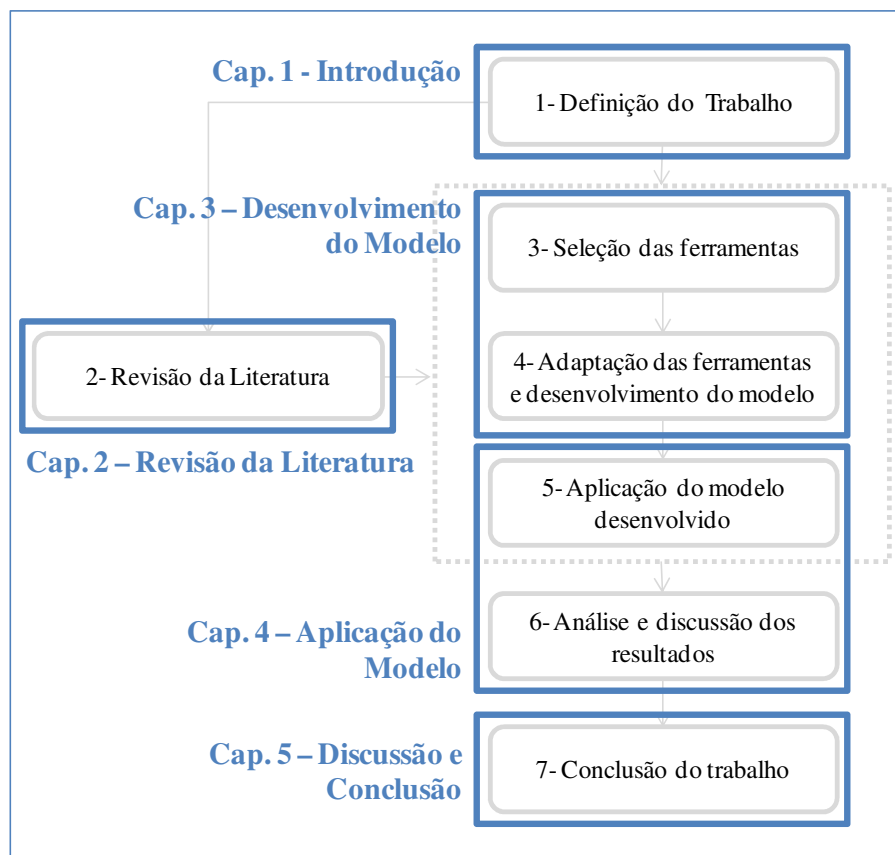 Cap. 1 - Introdução
1- Definição do Trabalho
Cap. 3 – Desenvolvimento
do Modelo
3- Seleção das ferramentas
4- Adaptação das ferramentas
e desenvolvimento do modelo
2- Revisão da Literatura
Cap. 2 – Revisão da Literatura
5- Aplicação do modelo
desenvolvido
Cap. 4 – Aplicação do
Modelo
6- Análise e discussão dos
resultados
Cap. 5 – Discussão e
Conclusão
7- Conclusão do trabalho